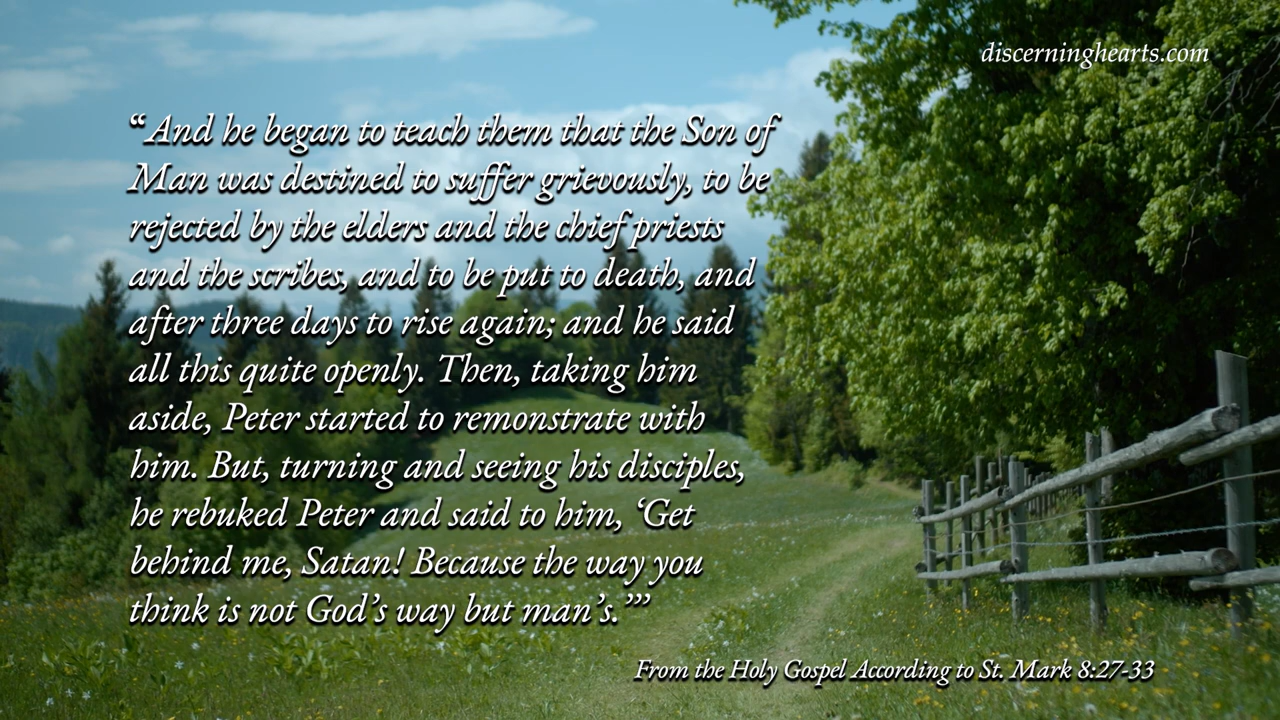 discerninghearts.com
“And he began to teach them that the Son of
Man was destined to suffer grievously, to be
rejected by the elders and the chief priests
and the scribes, and to be put to death, and
after three days to rise again; and he said
all this quite openly. Then, taking him
aside, Peter started to remonstrate with
him. But, turning and seeing his disciples,
he rebuked Peter and said to him, ‘Get
behind me, Satan! Because the way you
think is not God’s way but man’s.’”
From the Holy Gospel According to St. Mark 8:27-33